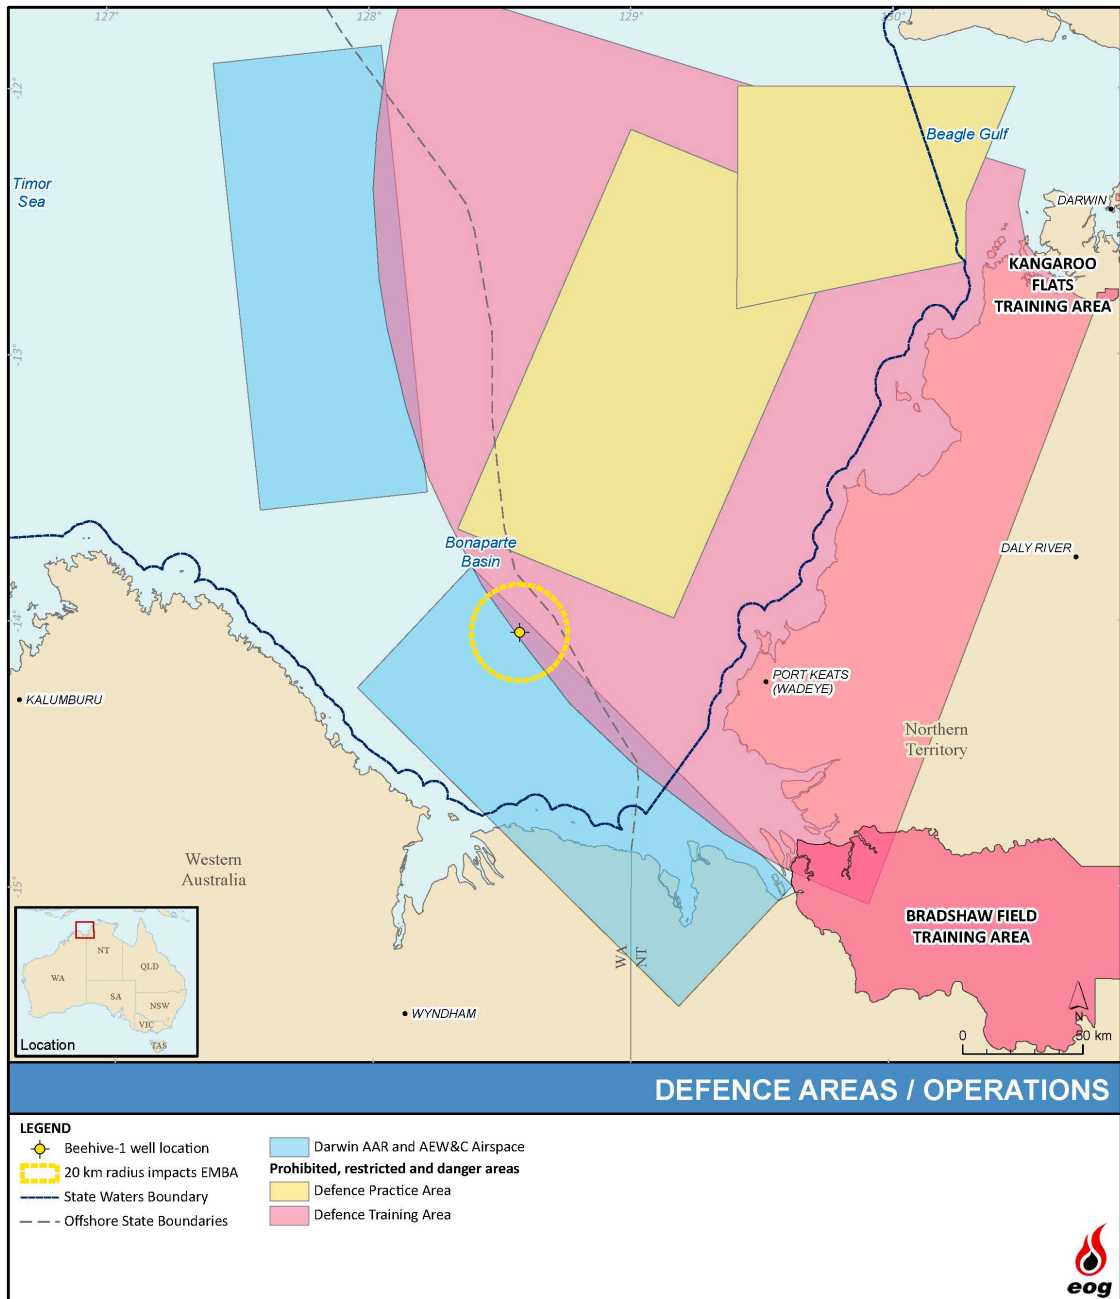 127°
128°
129°
130°
-12°
Beagle Gulf
Timor
Sea
DARWIN
KANGAROO
FLATS
TRAINING AREA
-13°
Bonaparte
Basin
DALY RIVER
-14°
PORT KEATS
(WADEYE)
KALUMBURU
Northern
Territory
Western
Australia
-15°
BRADSHAW FIELD
TRAINING AREA
WA
NT
WYNDHAM
NT
QLD
WA
SA
NSW
VIC
TAS
Location
N
0
30 km
DEFENCE AREAS / OPERATIONS
LEGEND
Beehive-1 well location
20 km radius impacts EMBA
State Waters Boundary
Offshore State Boundaries
Darwin AAR and AEW&C Airspace
Prohibited, restricted and danger areas
Defence Practice Area
Defence Training Area
eog